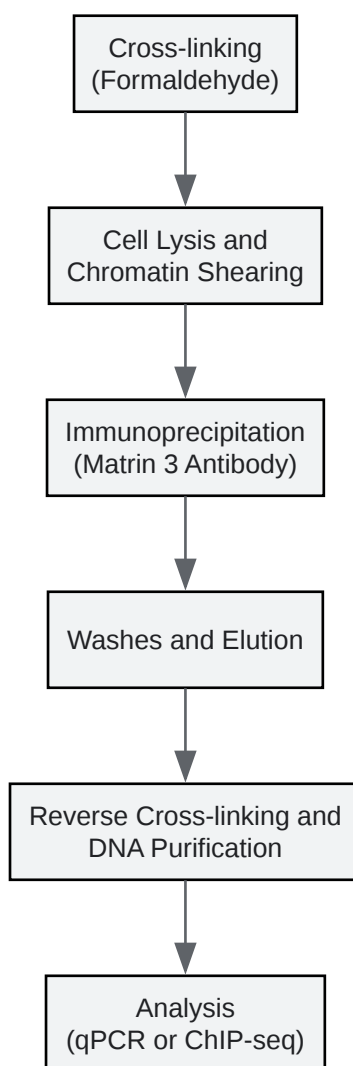 Cross-linking
(Formaldehyde)
Cell Lysis and
Chromatin Shearing
Immunoprecipitation
(Matrin 3 Antibody)
Washes and Elution
Reverse Cross-linking and
DNA Purification
Analysis
(qPCR or ChIP-seq)